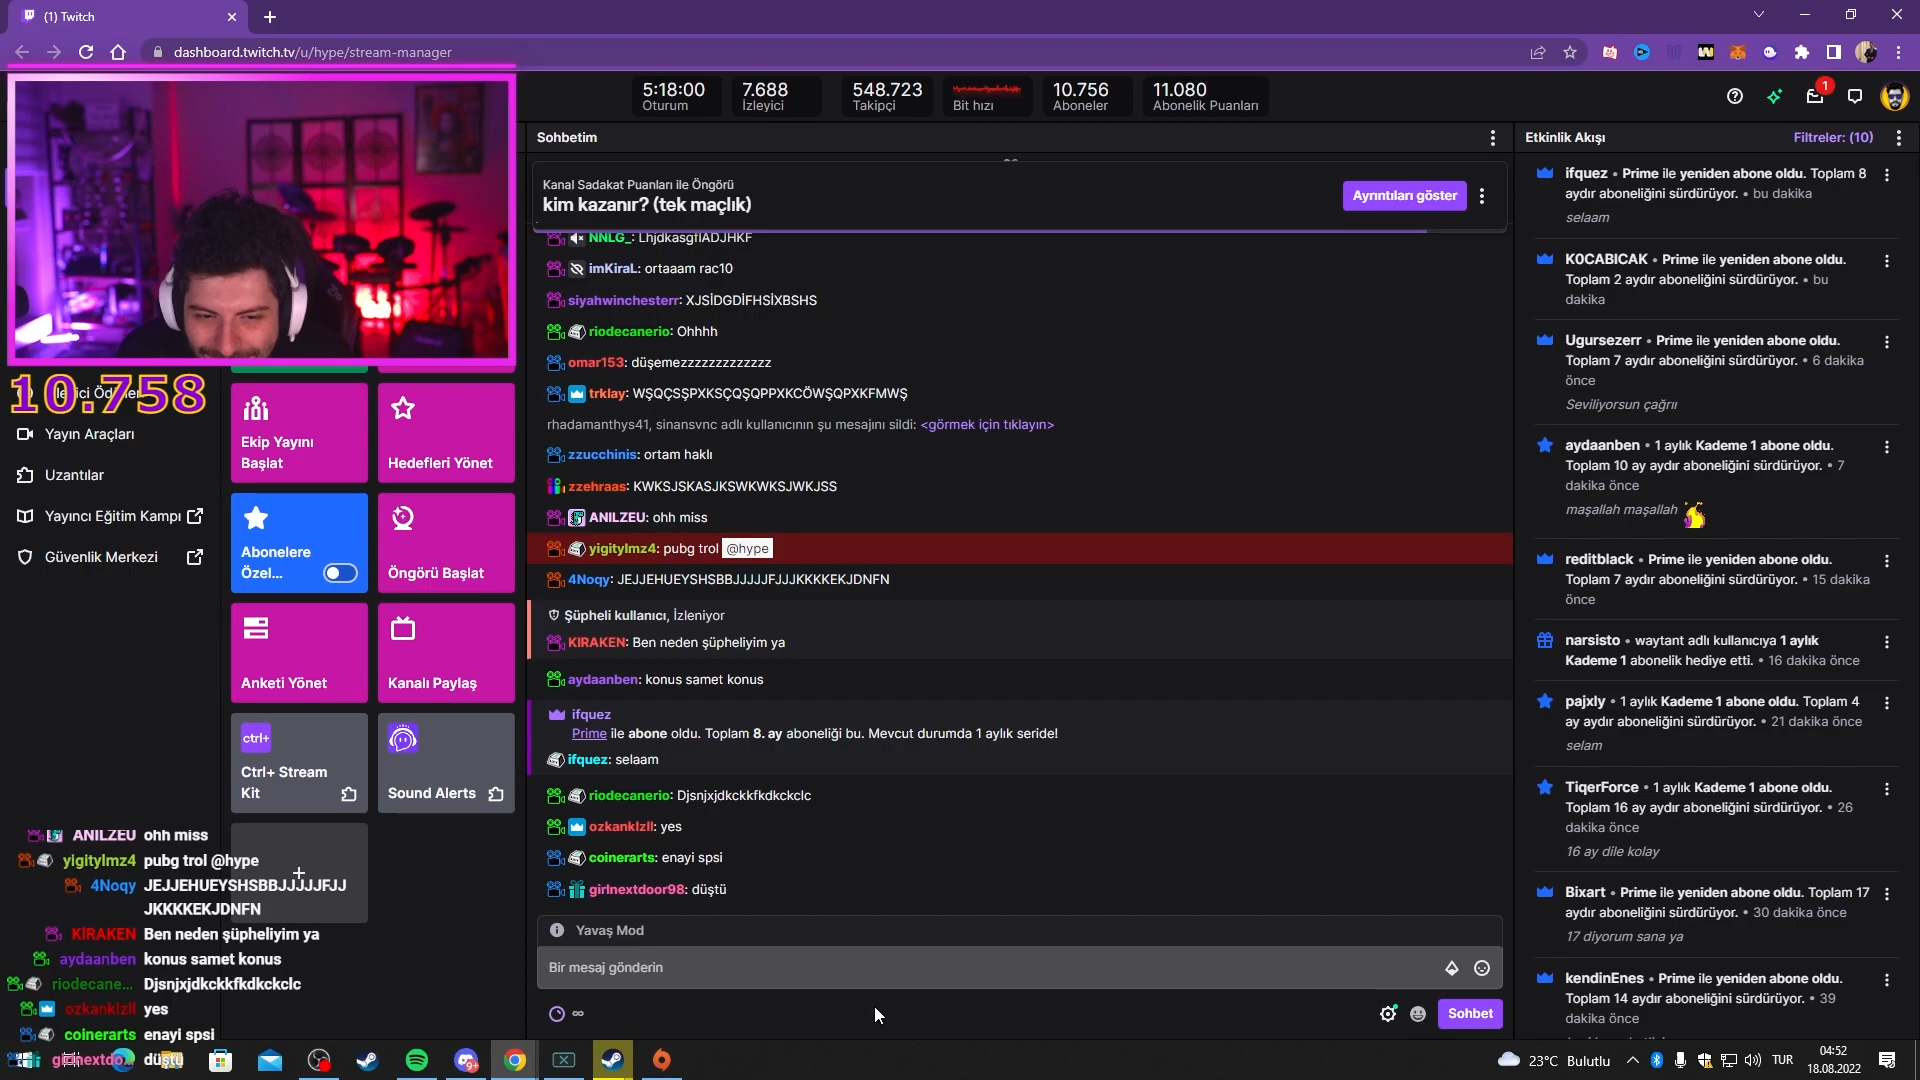 (1) Twitch
dashboard.twitch.tv/u/hype/stream-manager
5:18:00
Oturum
7.688
İzleyici
548.723
Takipçi
Bit hızı
10.756
Aboneler
11.080
Abonelik Puanları
1
10.758
Yayın Araçları
Uzantılar
Yayıncı Eğitim Kampı
Güvenlik Merkezi
Ekip Yayını
Başlat
Hedefleri Yönet
Abonelere
Özel...
Öngörü Başlat
Anketi Yönet
Kanalı Paylaş
ctrl+
Ctrl+ Stream
Kit
Sound Alerts
ANILZEU ohh miss
yigitylmz4 pubg trol @hype
4Noqy JEJJEHUEYSHSBBJJJJJFJJ
JKKKKEKJDNFN
KIRAKEN Ben neden şüpheliyim ya
aydaanben konus samet konus
riodecane... Djsnjxjdkckkfkdkckclc
ozkanklzll yes
coinerarts enayi spsi
girlnextdo... düştü
Sohbetim
Kanal Sadakat Puanları ile Öngörü
kim kazanır? (tek maçlık)
Ayrıntıları göster
NNLG_: LhjdkasgfIADJHKF
imKiraL: ortaaam rac10
siyahwinchesterr: XJSİDGDİFHSİXBSHS
riodecanerio: Ohhhh
omar153: düşemezzzzzzzzzzzzz
trklay: WŞQÇSŞPXKSÇQŞQPPXKCÖWŞQPXKFMWŞ
rhadamanthys41, sinansvnc adlı kullanıcının şu mesajını sildi: <görmek için tıklayın>
zzucchinis: ortam haklı
zzehraas: KWKSJSKASJKSWKWKSJWKJSS
ANILZEU: ohh miss
yigitylmz4: pubg trol @hype
4Noqy: JEJJEHUEYSHSBBJJJJJFJJJKKKKEKJDNFN
Şüpheli kullanıcı, İzleniyor
KIRAKEN: Ben neden şüpheliyim ya
aydaanben: konus samet konus
ifquez
Prime ile abone oldu. Toplam 8. ay aboneliği bu. Mevcut durumda 1 aylık seride!
ifquez: selaam
riodecanerio: Djsnjxjdkckkfkdkckclc
ozkanklzll: yes
coinerarts: enayi spsi
girlnextdoor98: düştü
Yavaş Mod
Bir mesaj gönderin
Sohbet
Etkinlik Akışı
Filtreler: (10)
ifquez • Prime ile yeniden abone oldu. Toplam 8
aydır aboneliğini sürdürüyor. • bu dakika
selaam
K0CABICAK • Prime ile yeniden abone oldu.
Toplam 2 aydır aboneliğini sürdürüyor. • bu
dakika
Ugursezerr • Prime ile yeniden abone oldu.
Toplam 7 aydır aboneliğini sürdürüyor. • 6 dakika
önce
Seviliyorsun çağrıı
aydaanben • 1 aylık Kademe 1 abone oldu.
Toplam 10 ay aydır aboneliğini sürdürüyor. • 7
dakika önce
maşallah maşallah
reditblack • Prime ile yeniden abone oldu.
Toplam 7 aydır aboneliğini sürdürüyor. • 15 dakika
önce
narsisto • waytant adlı kullanıcıya 1 aylık
Kademe 1 abonelik hediye etti. • 16 dakika önce
pajxly • 1 aylık Kademe 1 abone oldu. Toplam 4
ay aydır aboneliğini sürdürüyor. • 21 dakika önce
selam
TiqerForce • 1 aylık Kademe 1 abone oldu.
Toplam 16 ay aydır aboneliğini sürdürüyor. • 26
dakika önce
16 ay dile kolay
Bixart • Prime ile yeniden abone oldu. Toplam 17
aydır aboneliğini sürdürüyor. • 30 dakika önce
17 diyorum sana ya
kendinEnes • Prime ile yeniden abone oldu.
Toplam 14 aydır aboneliğini sürdürüyor. • 39
dakika önce
23°C Bulutlu
TUR
04:52
18.08.2022